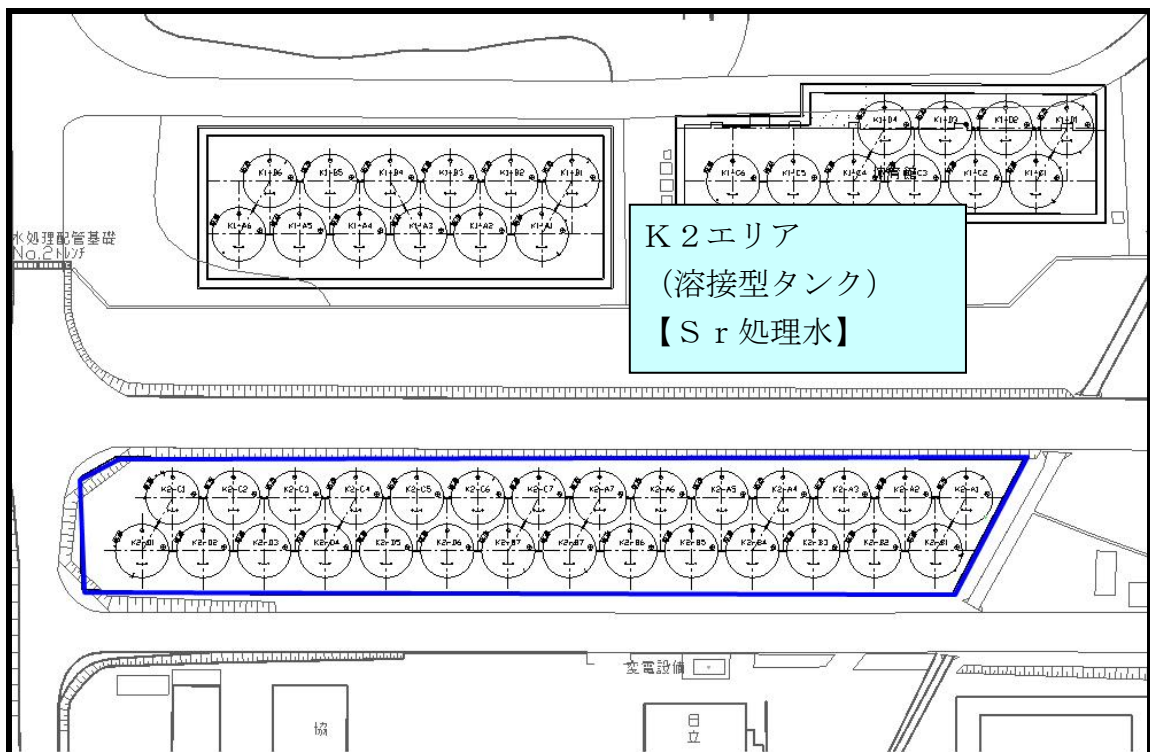 K1-D4 K1-D3 K1-D2 K1-D1
K1-B6 K1-B5 K1-B4 K1-B3 K1-B2 K1-B1
K1-C6 K1-C5 K1-C4 K1-C3 K1-C2 K1-C1
K1-A6 K1-A5 K1-A4 K1-A3 K1-A2 K1-A1
水処理配管基礎
No.2トレンチ
K2エリア
(溶接型タンク)
【Sr処理水】
K2-C1 K2-C2 K2-C3 K2-C4 K2-C5 K2-C6 K2-C7 K2-A7 K2-A6 K2-A5 K2-A4 K2-A3 K2-A2 K2-A1
K2-D1 K2-D2 K2-D3 K2-D4 K2-D5 K2-D6 K2-B7 K2-B6 K2-B5 K2-B4 K2-B3 K2-B2 K2-B1
変電設備
協
日立